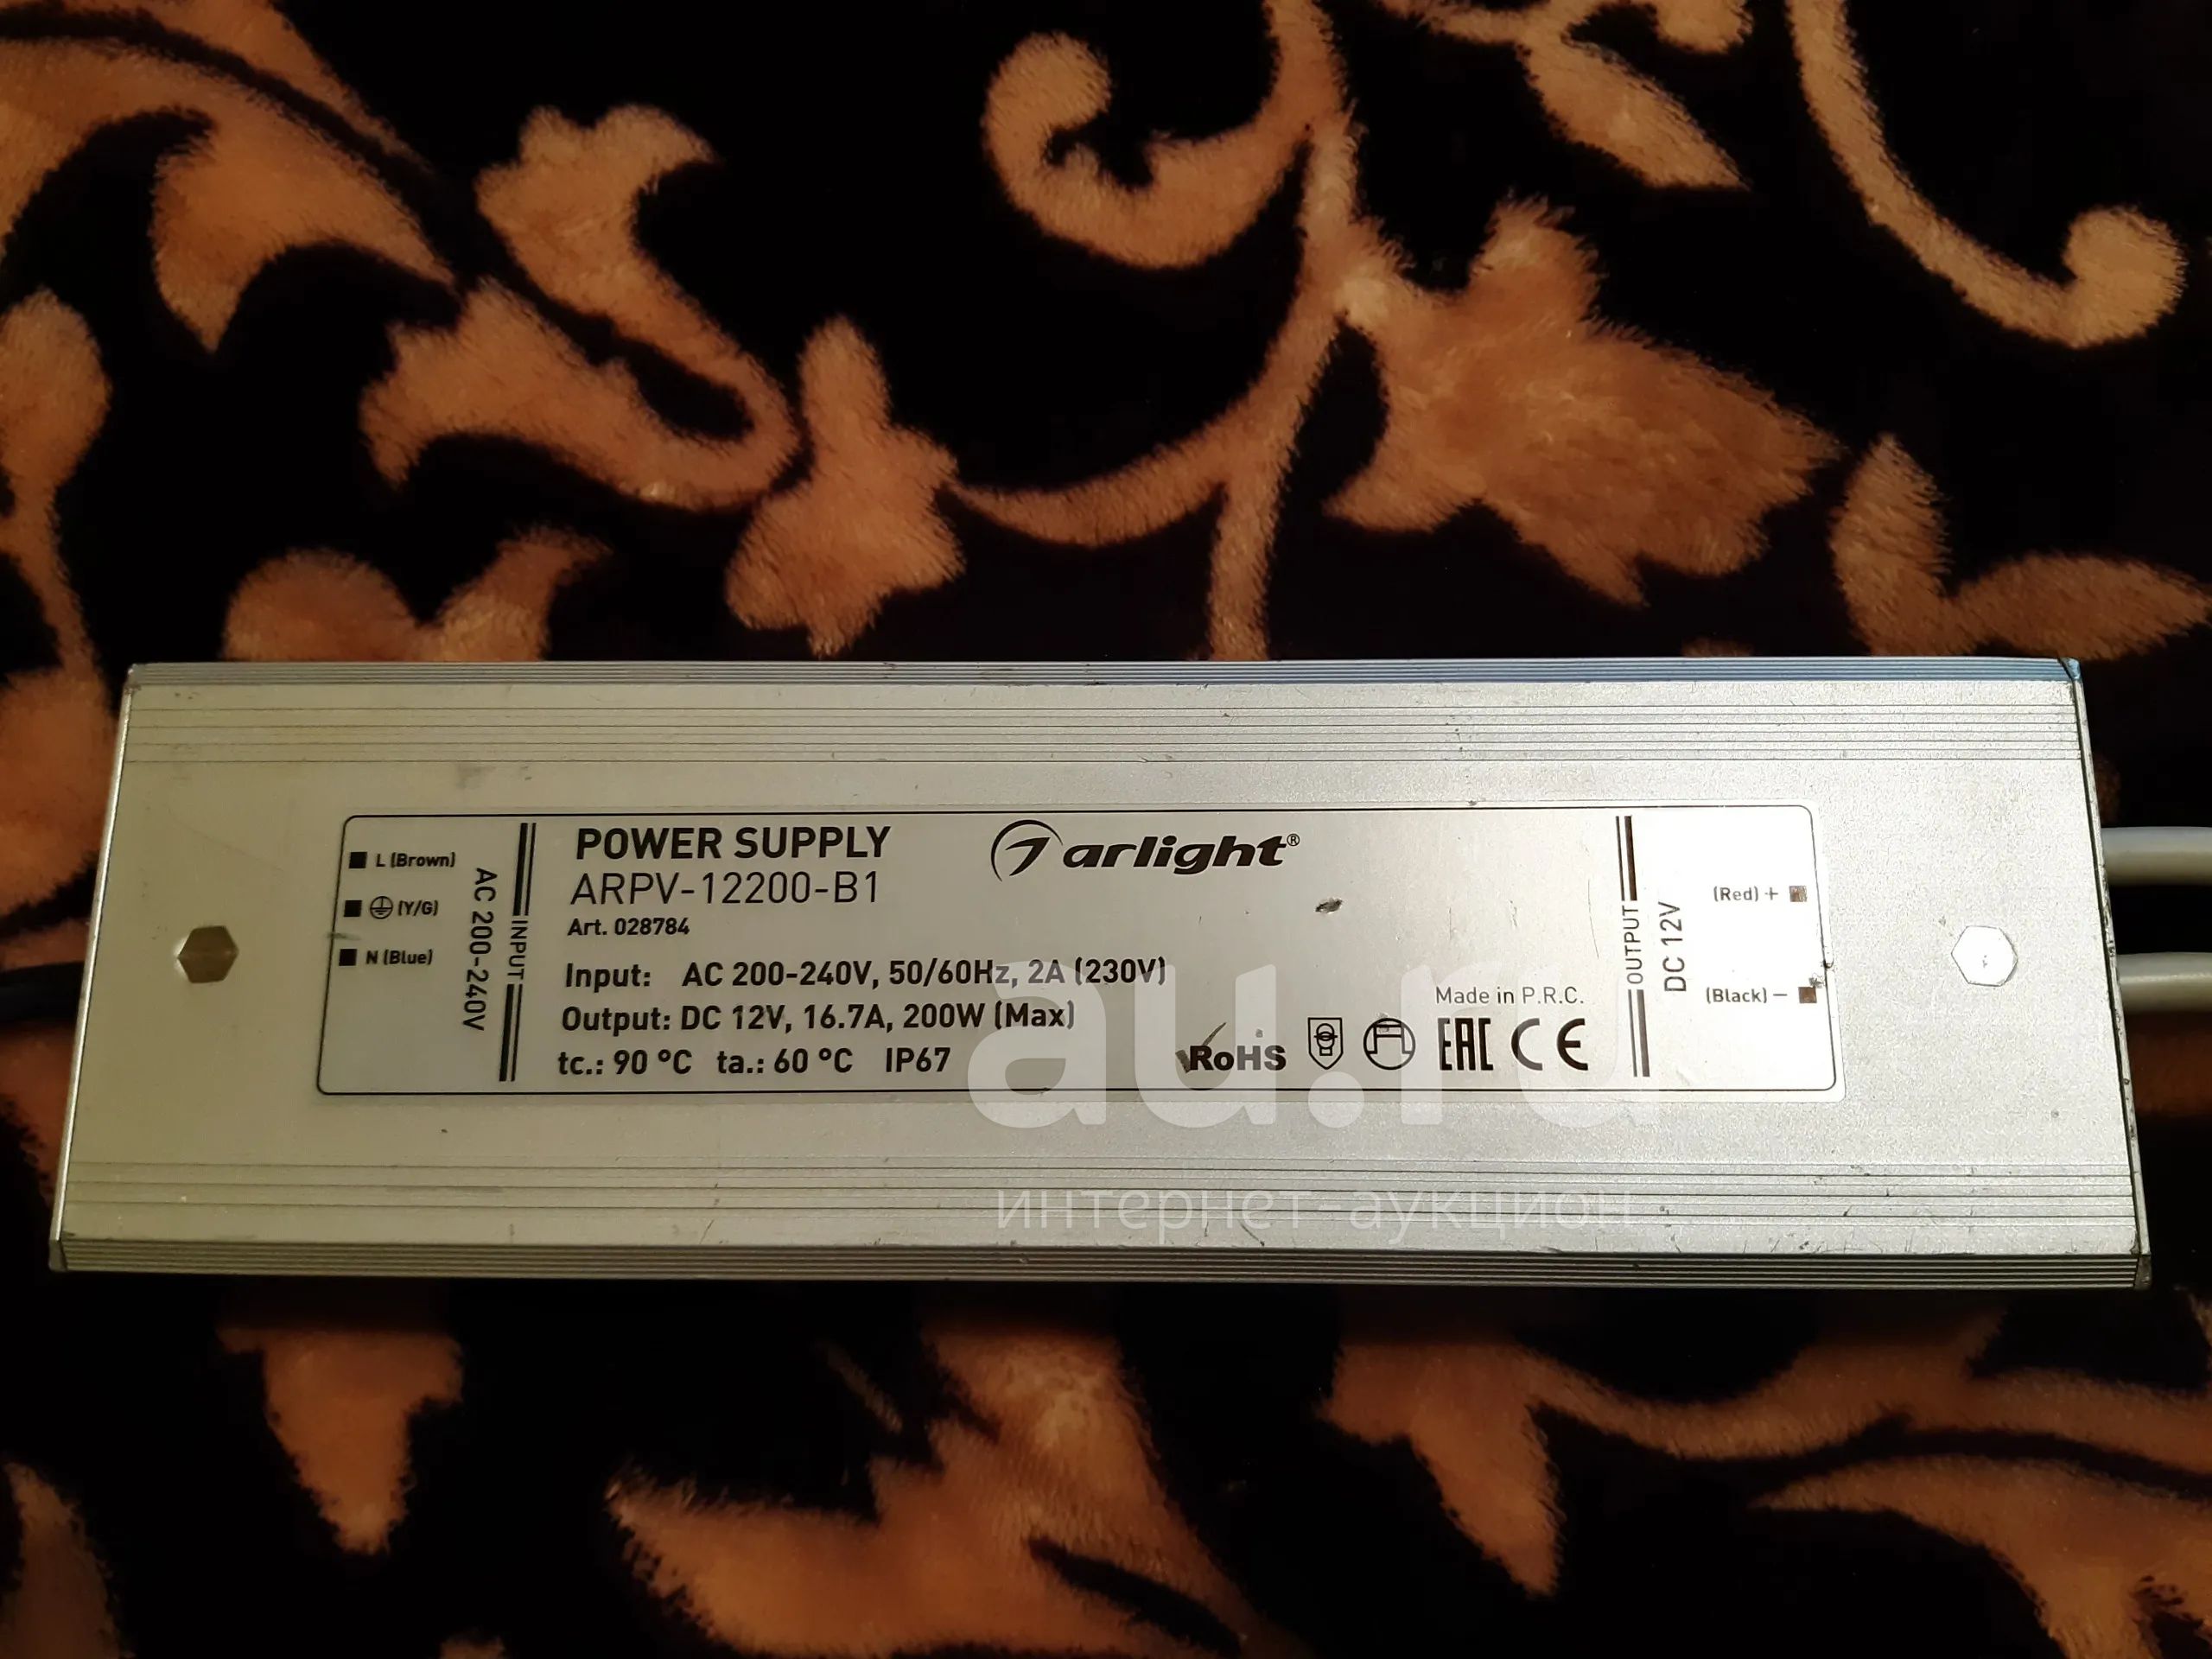 L (Brown)
(Y/G)
N (Blue)
AC 200-240V
INPUT
POWER SUPPLY
ARPV-12200-B1
Art. 028784
Input: AC 200-240V, 50/60Hz, 2A (230V)
Output: DC 12V, 16.7A, 200W (Max)
tc.: 90 °C ta.: 60 °C IP67
arlight®
Made in P.R.C.
RoHS
EAC CE
OUTPUT
DC 12V
(Red) +
(Black) –
au.ru
интернет-аукцион